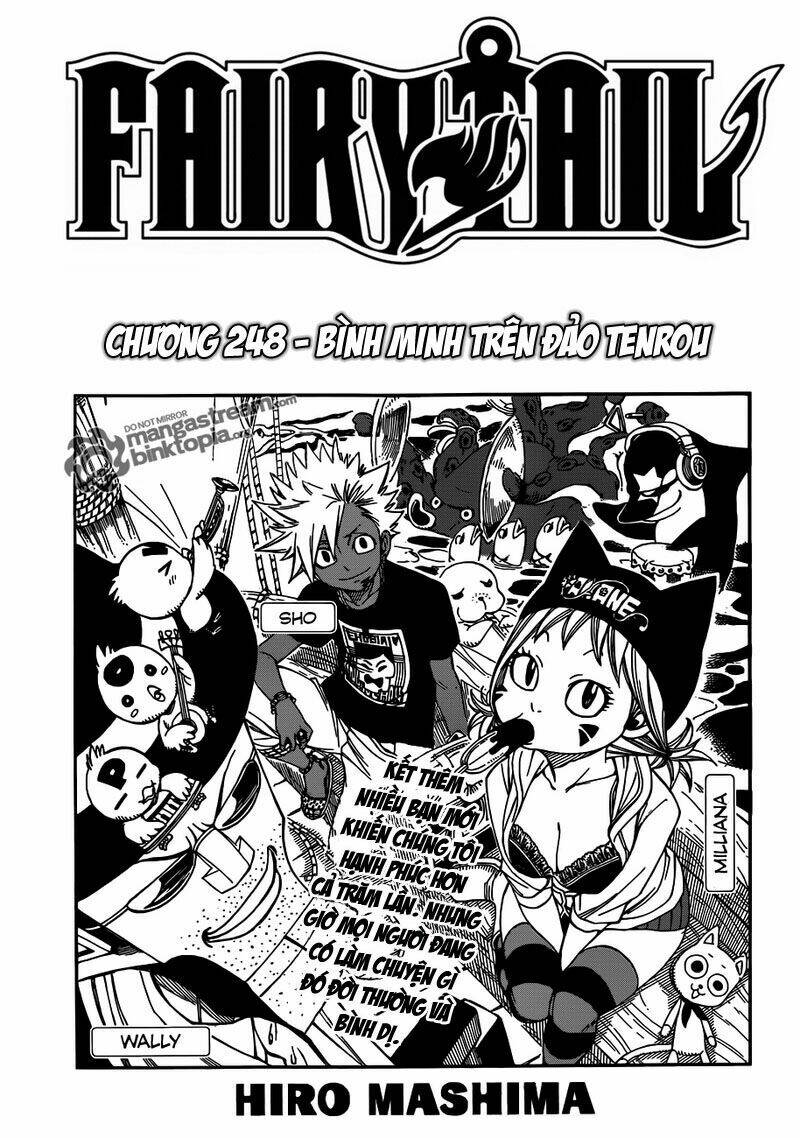 FAIRY TAIL
CHƯƠNG 248 - BÌNH MINH TRÊN ĐẢO TENROU
DO NOT MIRROR
mangastream.com
binktopia.org
SHO
KẾT THÊM
NHIỀU BẠN MỚI
KHIẾN CHÚNG TÔI
HẠNH PHÚC HƠN
CẢ TRĂM LẦN. NHƯNG
GIỜ MỌI NGƯỜI ĐANG
CÓ LÀM CHUYỆN GÌ
ĐÓ ĐỜI THƯỜNG VÀ
BÌNH DỊ.
MILLIANA
WALLY
HIRO MASHIMA